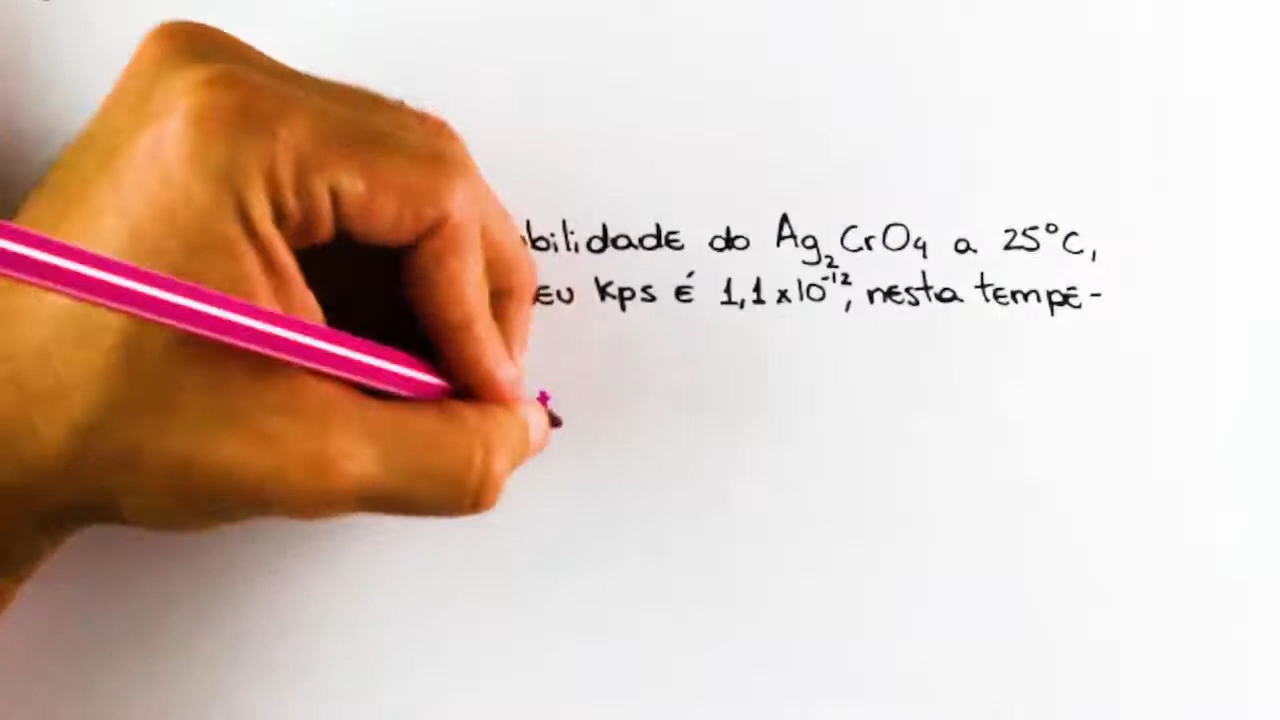 bilidade do Ag₂CrO₄ a 25°C,
eu Kps é 1,1x10⁻¹², nesta tempe-